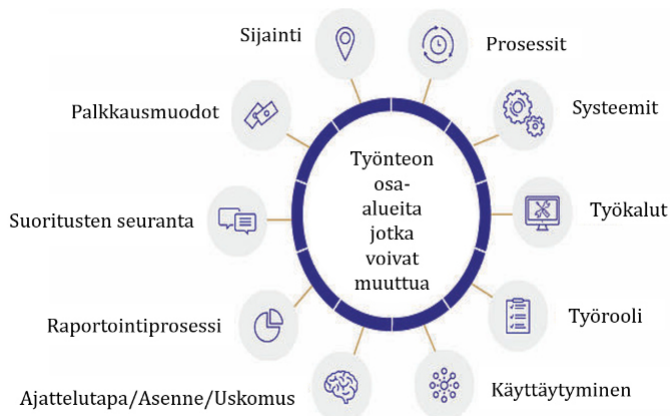 Sijainti
Prosessit
Palkkausmuodot
Systeemit
Työnteon
osa-
alueita
jotka
voivat
muuttua
Suoritusten seuranta
Työkalut
Raportointiprosessi
Työrooli
Ajattelutapa/Asenne/Uskomus
Käyttäytyminen